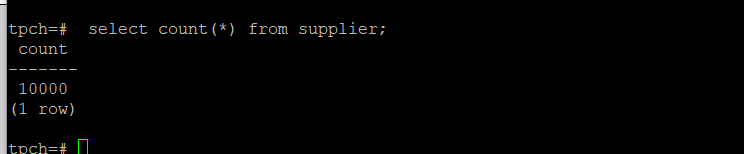 tpch=#  select count(*) from supplier;
 count
-------
 10000
(1 row)

tpch=#